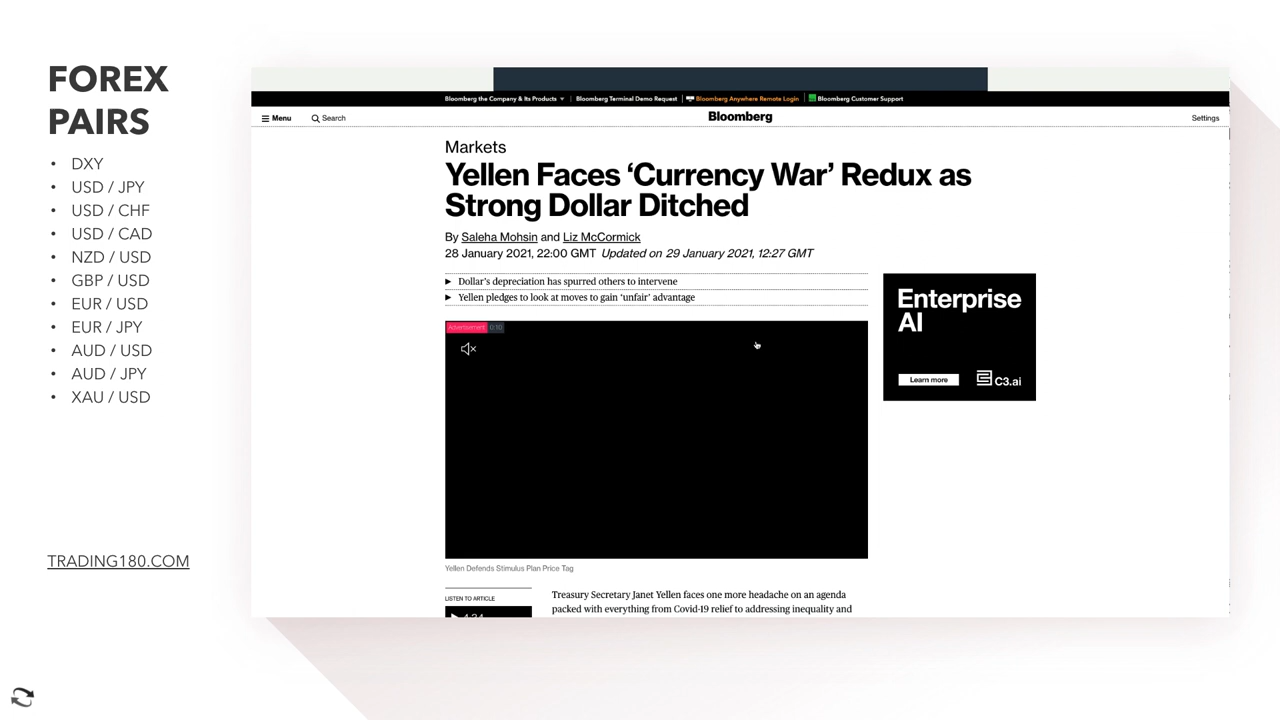 FOREX
PAIRS
• DXY
• USD / JPY
• USD / CHF
• USD / CAD
• NZD / USD
• GBP / USD
• EUR / USD
• EUR / JPY
• AUD / USD
• AUD / JPY
• XAU / USD
TRADING180.COM
Bloomberg the Company & Its Products | Bloomberg Terminal Demo Request | Bloomberg Anywhere Remote Login | Bloomberg Customer Support
Menu Search Bloomberg Settings
Markets
Yellen Faces ‘Currency War’ Redux as
Strong Dollar Ditched
By Saleha Mohsin and Liz McCormick
28 January 2021, 22:00 GMT Updated on 29 January 2021, 12:27 GMT
Dollar’s depreciation has spurred others to intervene
Yellen pledges to look at moves to gain ‘unfair’ advantage
Advertisement 0:10
Enterprise
AI
Learn more C3.ai
Yellen Defends Stimulus Plan Price Tag
LISTEN TO ARTICLE
Treasury Secretary Janet Yellen faces one more headache on an agenda
packed with everything from Covid-19 relief to addressing inequality and